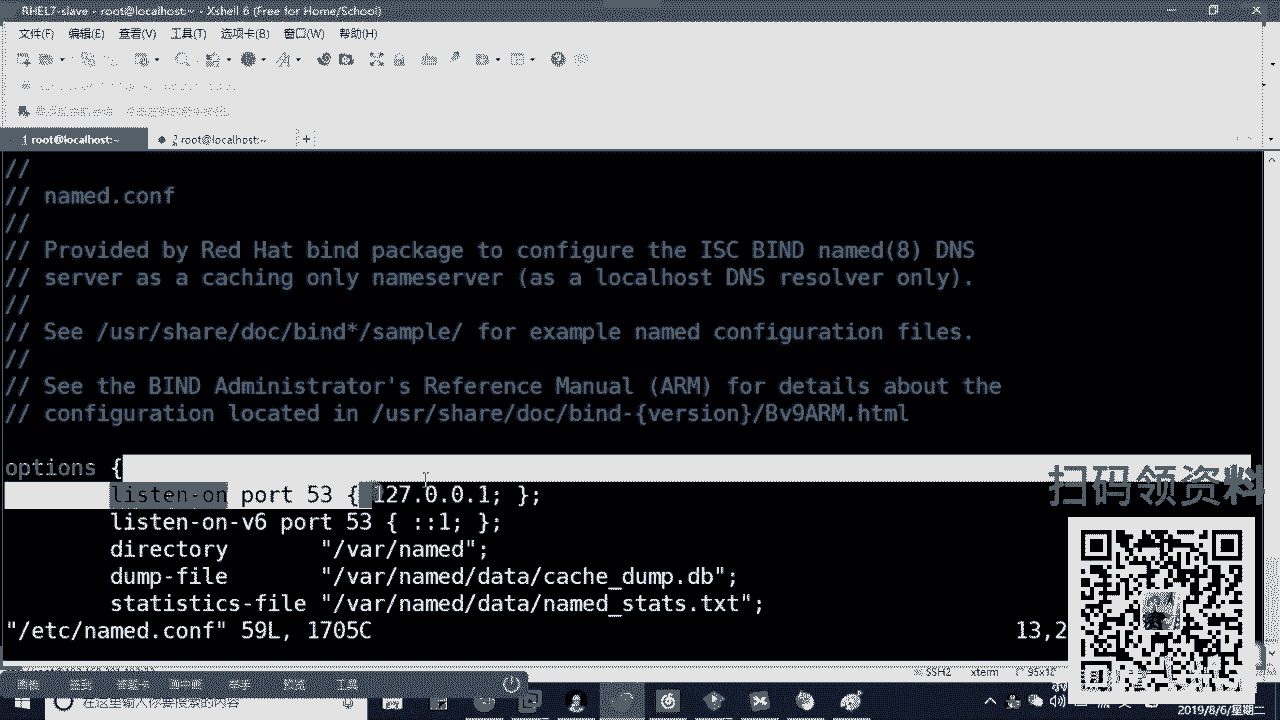 RHEL7-slave - root@localhost:~ - Xshell 6 (Free for Home/School)
文件(F) 编辑(E) 查看(V) 工具(T) 选项卡(B) 窗口(W) 帮助(H)
1 root@localhost:~
2 root@localhost:~
+
//
// named.conf
//
// Provided by Red Hat bind package to configure the ISC BIND named(8) DNS
// server as a caching only nameserver (as a localhost DNS resolver only).
//
// See /usr/share/doc/bind*/sample/ for example named configuration files.
//
// See the BIND Administrator's Reference Manual (ARM) for details about the
// configuration located in /usr/share/doc/bind-{version}/Bv9ARM.html
options {
listen-on port 53 { 127.0.0.1; };
listen-on-v6 port 53 { ::1; };
directory "/var/named";
dump-file "/var/named/data/cache_dump.db";
statistics-file "/var/named/data/named_stats.txt";
"/etc/named.conf" 59L, 1705C 13,2
扫码领资料
SSH2 xterm 95x18
工具
在这里输入你要搜索的内容
2019/8/6/星期二